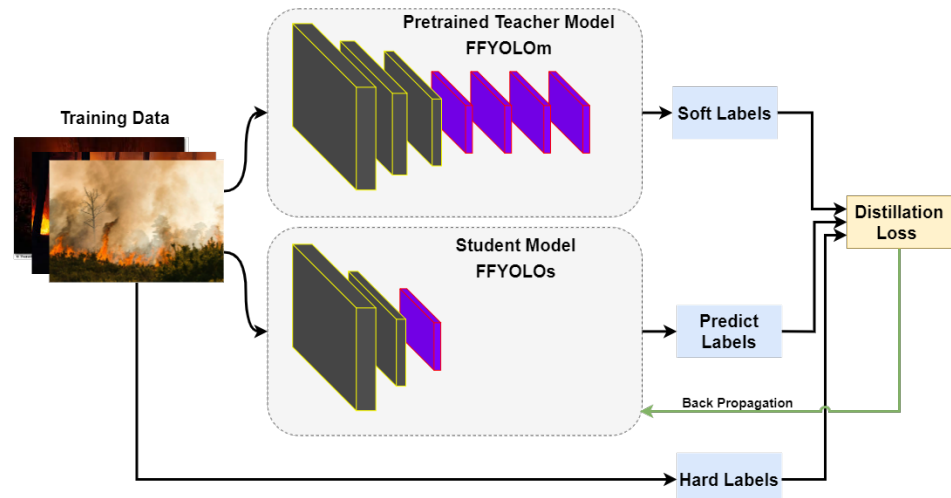 Pretrained Teacher Model
FFYOLOm
Training Data
Soft Labels
Distillation
Loss
Student Model
FFYOLOs
Predict
Labels
Back Propagation
Hard Labels